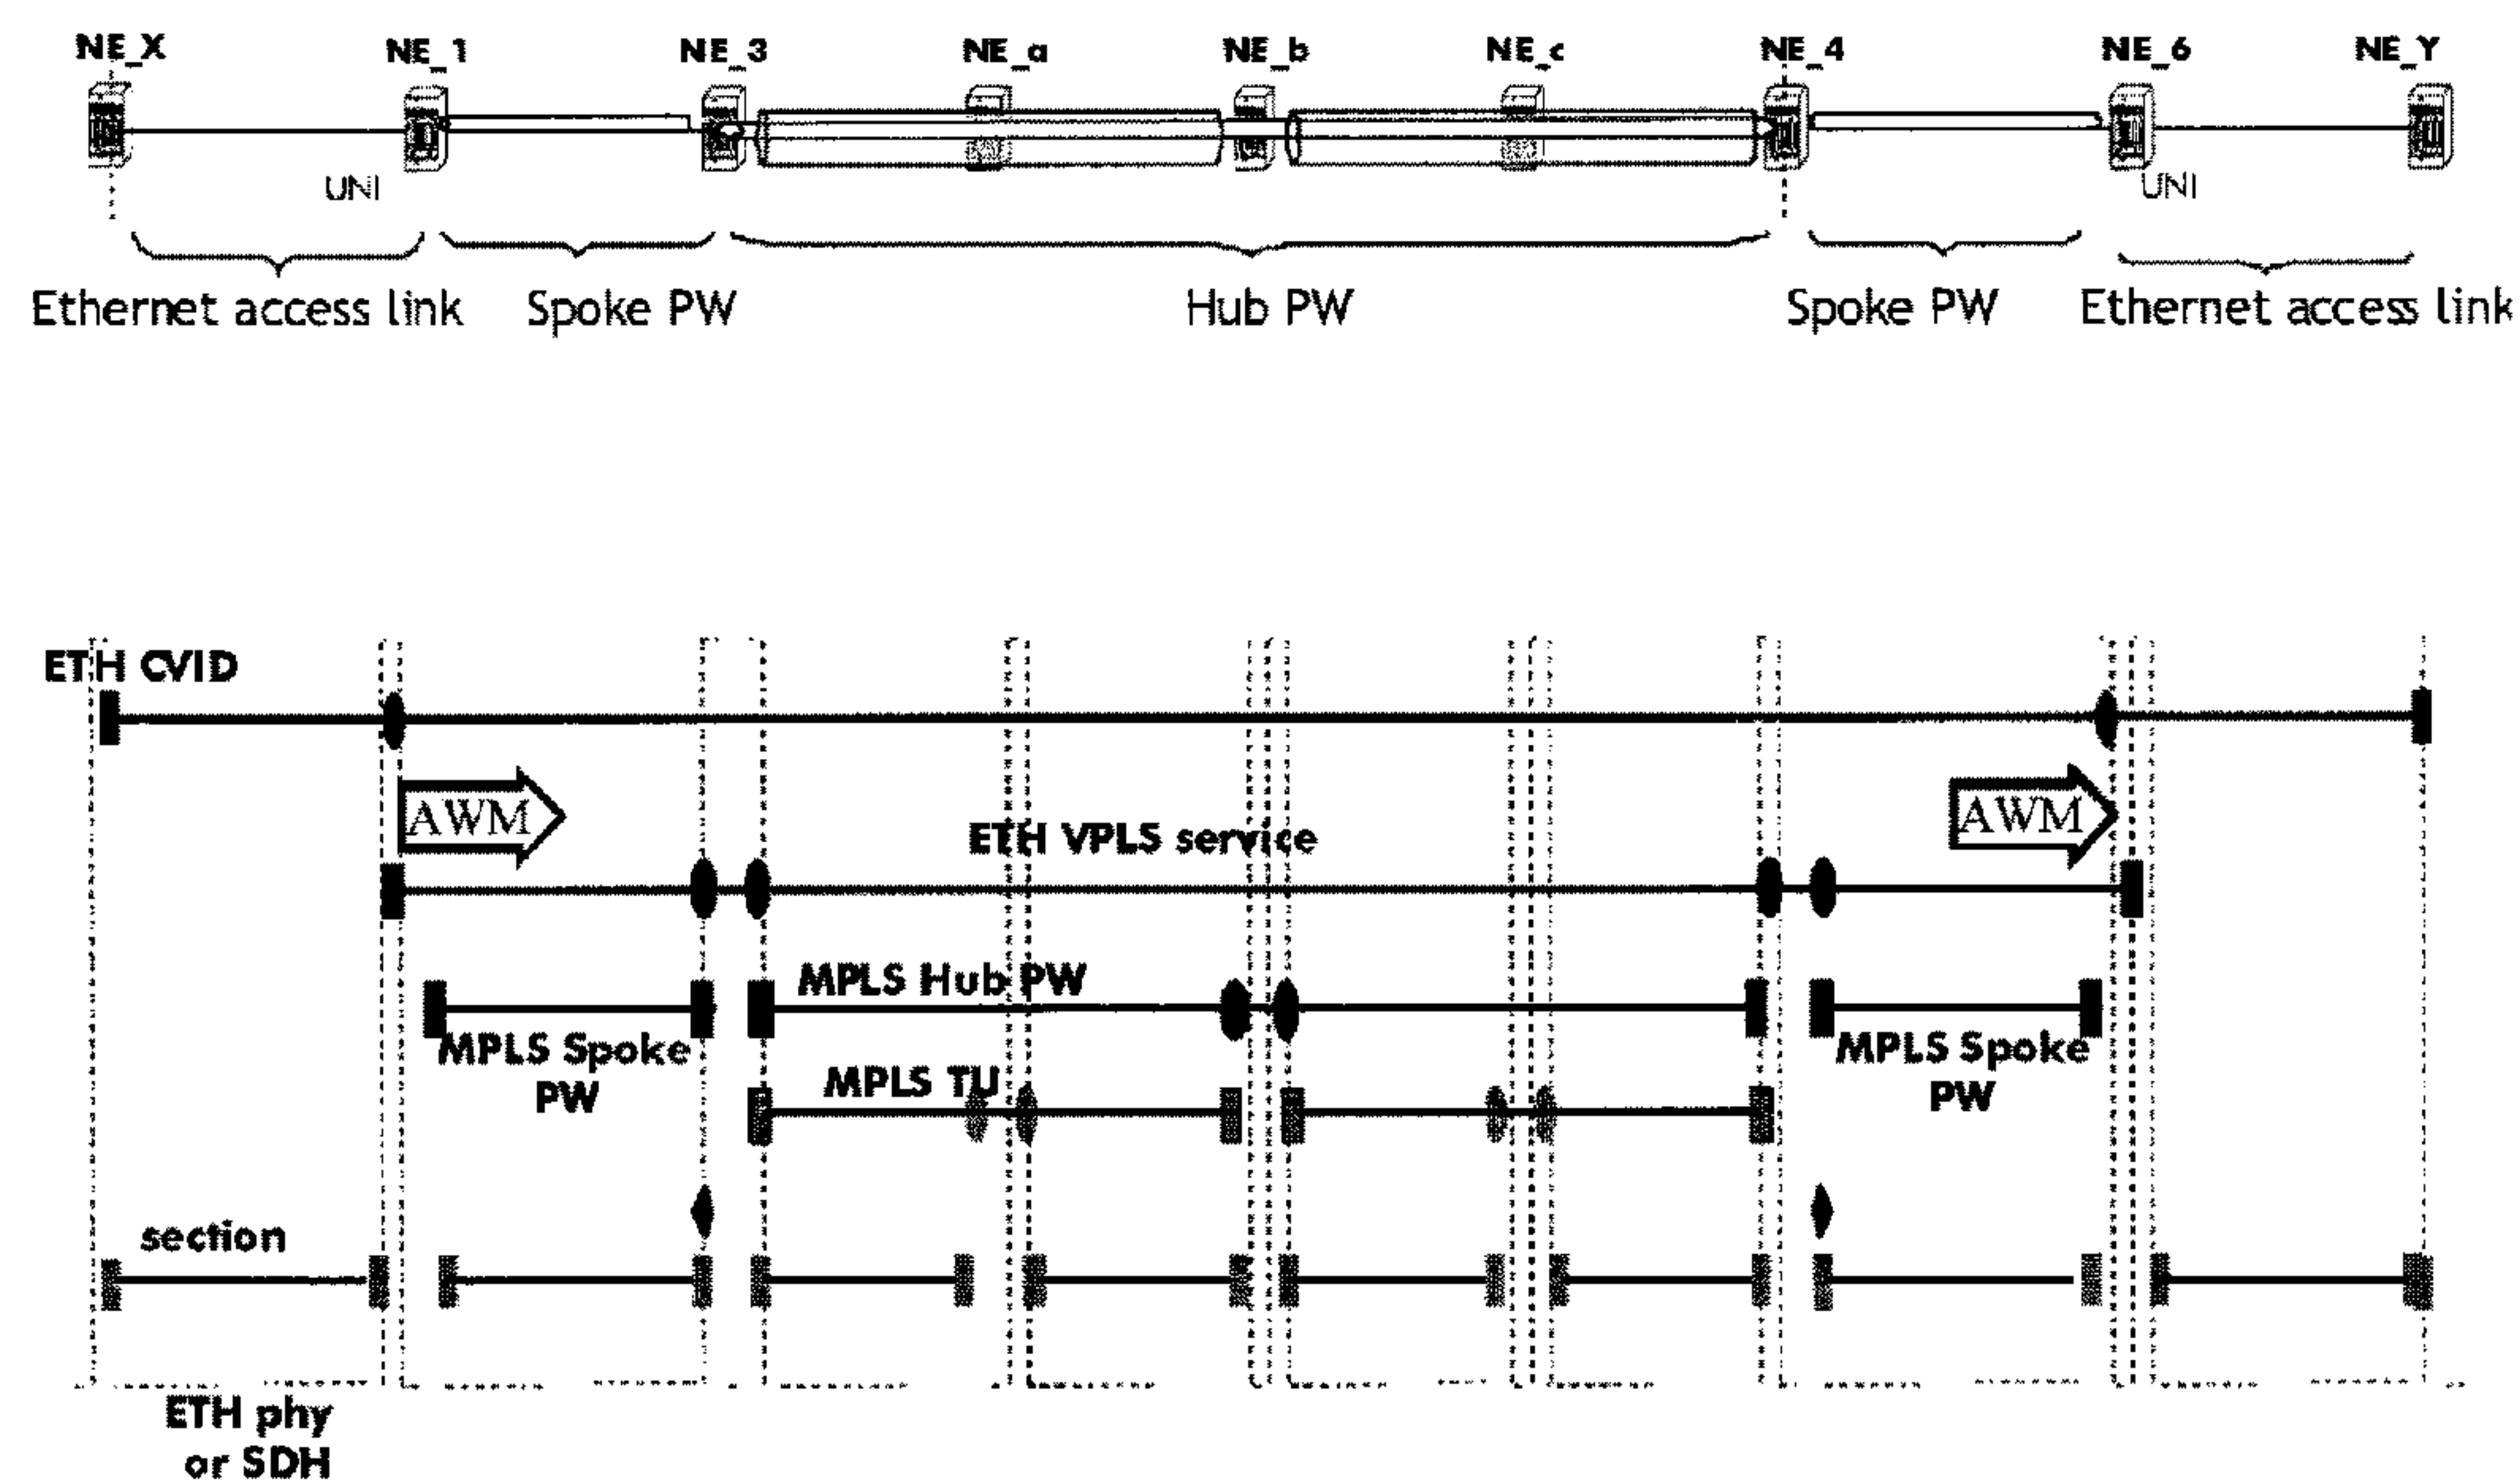 NE_X NE_1 NE_3 NE_a NE_b NE_c NE_4 NE_6 NE_Y
UNI UNI
Ethernet access link Spoke PW Hub PW Spoke PW Ethernet access link
ETH CVID
AWM AWM
ETH VPLS service
MPLS Hub PW
MPLS Spoke MPLS Spoke
PW PW
MPLS TU
section
ETH phy
or SDH